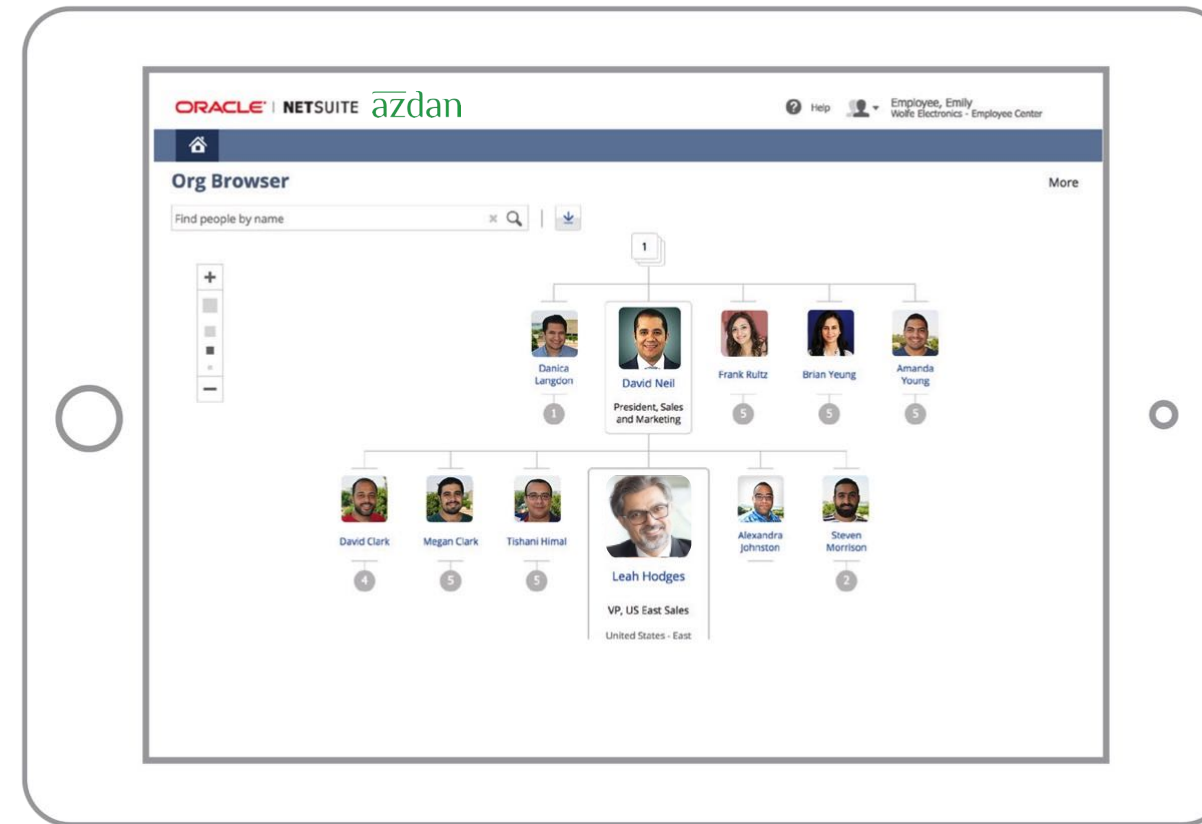 ORACLE | NETSUITE azdan
Help
Employee, Emily
Wolfe Electronics - Employee Center
Org Browser
More
Find people by name
1
Danica
Langdon
David Neil
President, Sales
and Marketing
Frank Rultz
Brian Yeung
Amanda
Young
1
5
5
5
David Clark
Megan Clark
Tishani Himal
Leah Hodges
VP, US East Sales
United States - East
Alexandra
Johnston
Steven
Morrison
4
5
5
2